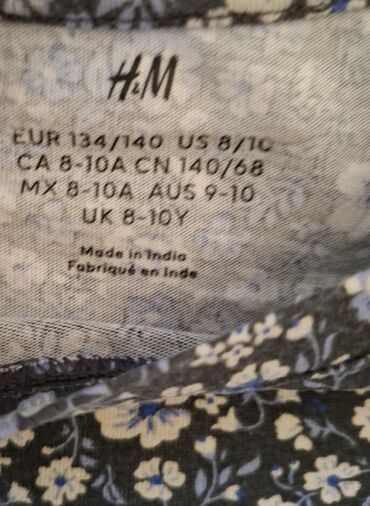 H&M
EUR 134/140 US 8/10
CA 8-10A CN 140/68
MX 8-10A AUS 9-10
UK 8-10Y
Made in India
Fabriqué en Inde